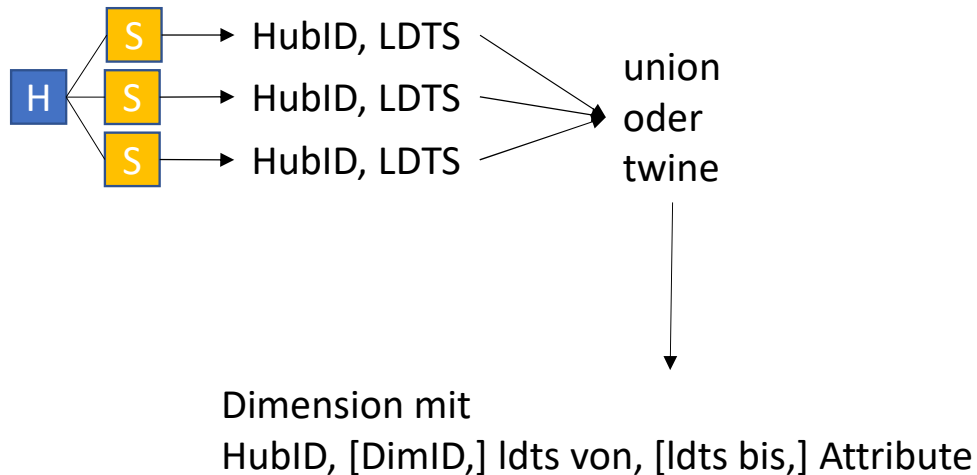 S
HubID, LDTS
H
S
HubID, LDTS
S
HubID, LDTS
union
oder
twine
Dimension mit
HubID, [DimID,] ldts von, [ldts bis,] Attribute